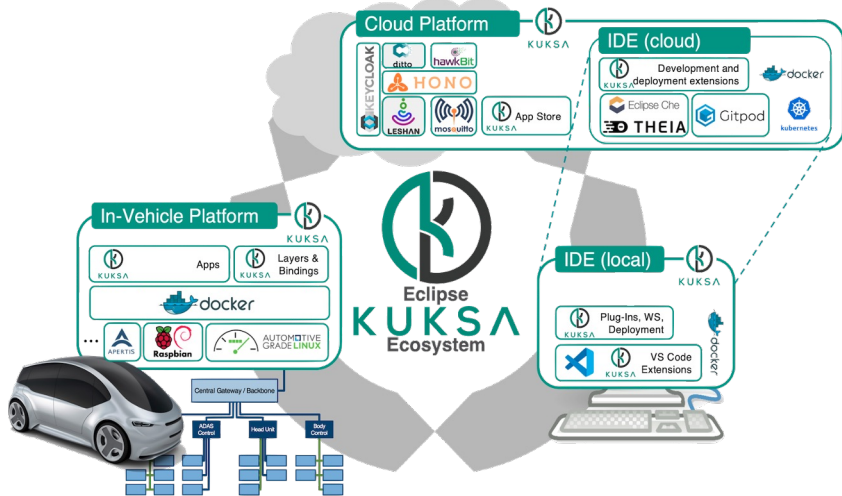 Cloud Platform
KUKSA
IDE (cloud)
KEYCLOAK
ditto
hawkBit
HONO
LESHAN
mosquitto
KUKSA
App Store
KUKSA
Development and
deployment extensions
docker
Eclipse Che
THEIA
Gitpod
kubernetes
In-Vehicle Platform
KUKSA
KUKSA
Apps
KUKSA
Layers &
Bindings
docker
...
APERTIS
Raspbian
AUTOMOTIVE
GRADE LINUX
Central Gateway / Backbone
ADAS
Control
Head Unit
Body
Control
Eclipse
KUKSA
Ecosystem
IDE (local)
KUKSA
KUKSA
Plug-Ins, WS,
Deployment
docker
KUKSA
VS Code
Extensions